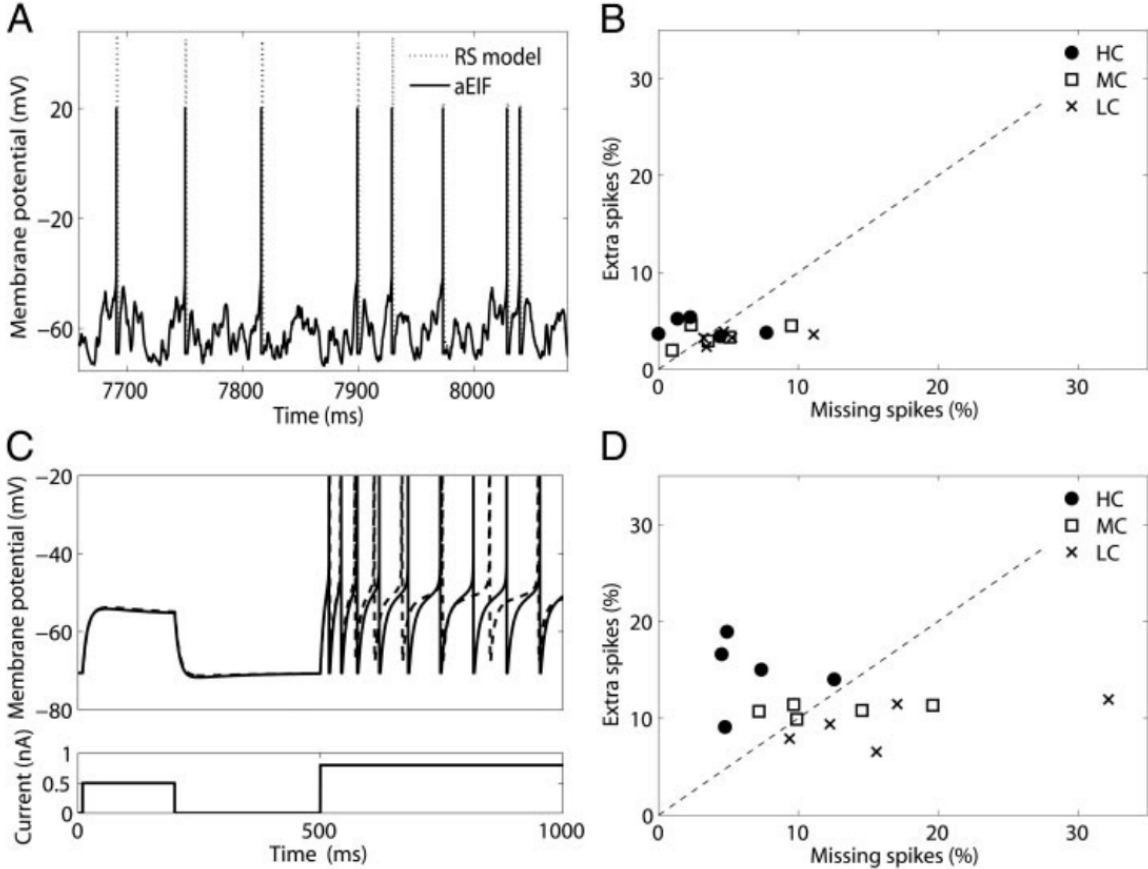 A
RS model
aEIF
Membrane potential (mV)
20
−20
−60
7700
7800
7900
8000
Time (ms)
B
HC
MC
LC
Extra spikes (%)
30
20
10
0
0
10
20
30
Missing spikes (%)
C
Membrane potential (mV)
−20
−40
−60
−80
Current (nA)
1
0.5
0
0
500
1000
Time (ms)
D
HC
MC
LC
Extra spikes (%)
30
20
10
0
0
10
20
30
Missing spikes (%)